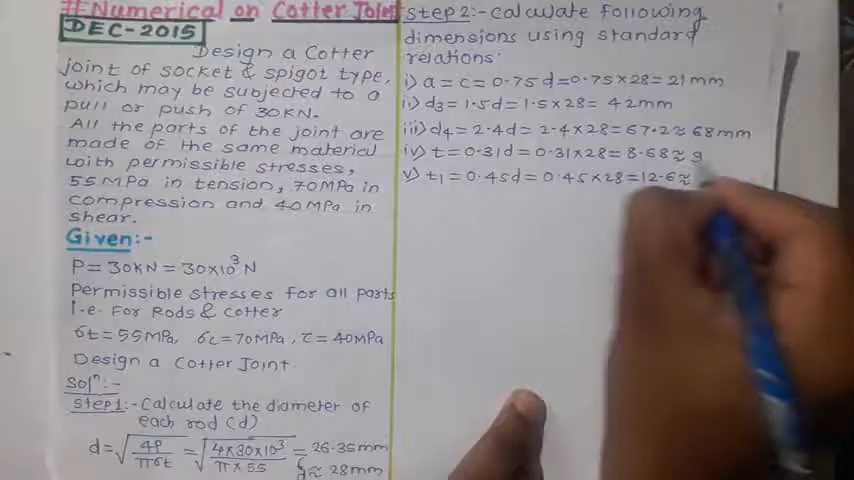 #Numerical on Cotter Joint
DEC-2015
Design a Cotter
joint of socket & spigot type,
which may be subjected to a
pull or push of 30KN.
All the parts of the joint are
made of the same material
with permissible stresses,
55MPa in tension, 70MPa in
compression and 40MPa in
shear.
Given:-
P=30KN=30×10³N
Permissible stresses for all parts
I.e. For Rods & Cotter
σt=55MPa, σc=70MPa, τ=40MPa
Design a Cotter Joint.
Solⁿ:-
Step1:-Calculate the diameter of
each rod (d)
d=√(4P/πσt)=√(4×30×10³/π×55)=26.35mm
≈28mm
Step2:-Calculate following
dimensions using standard
relations:
i) a=c=0.75d=0.75×28=21mm
ii) d3=1.5d=1.5×28=42mm
iii) d4=2.4d=2.4×28=67.2≈68mm
iv) t=0.31d=0.31×28=8.68≈9
v) t1=0.45d=0.45×28=12.6≈